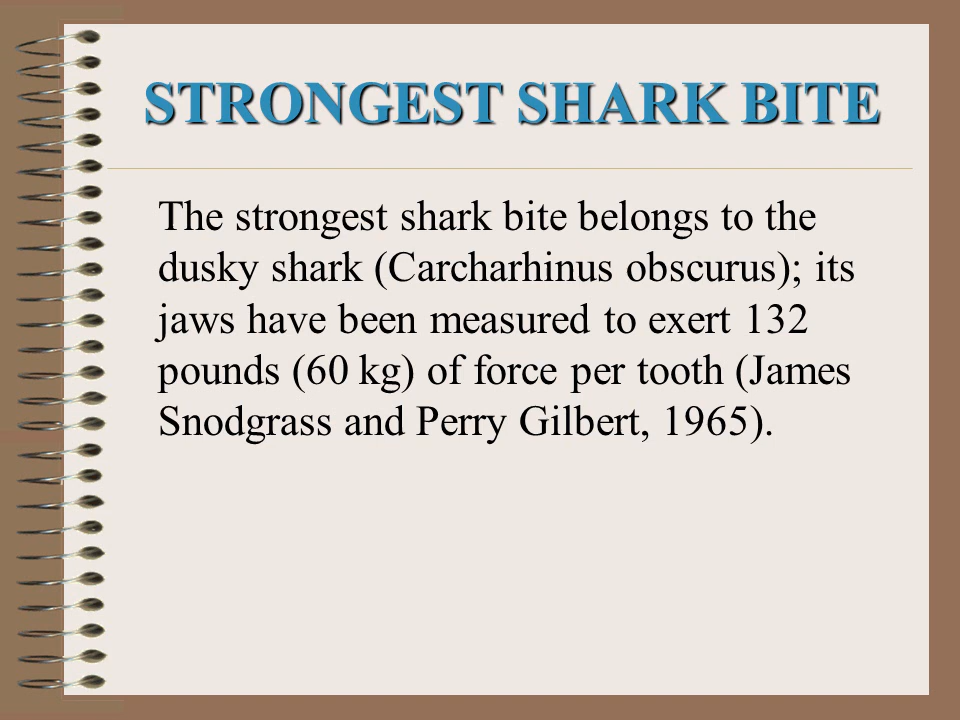 STRONGEST SHARK BITE
The strongest shark bite belongs to the
dusky shark (Carcharhinus obscurus); its
jaws have been measured to exert 132
pounds (60 kg) of force per tooth (James
Snodgrass and Perry Gilbert, 1965).